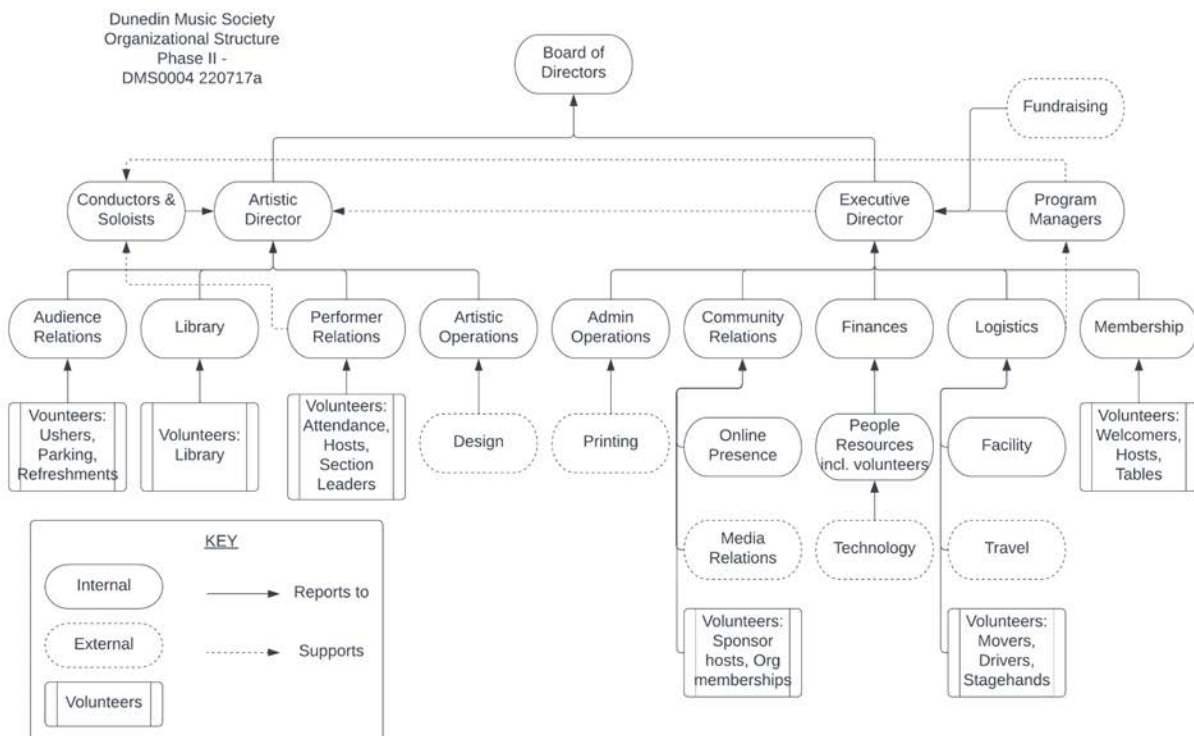 Dunedin Music Society
Organizational Structure
Phase II -
DMS0004 220717a
Board of
Directors
Fundraising
Conductors &
Soloists
Artistic
Director
Executive
Director
Program
Managers
Audience
Relations
Library
Performer
Relations
Artistic
Operations
Admin
Operations
Community
Relations
Finances
Logistics
Membership
Vounteers:
Ushers,
Parking,
Refreshments
Volunteers:
Library
Volunteers:
Attendance,
Hosts,
Section
Leaders
Design
Printing
Online
Presence
People
Resources
incl. volunteers
Facility
Volunteers:
Welcomers,
Hosts,
Tables
Media
Relations
Technology
Travel
Volunteers:
Sponsor
hosts, Org
memberships
Volunteers:
Movers,
Drivers,
Stagehands
KEY
Internal
Reports to
External
Supports
Volunteers